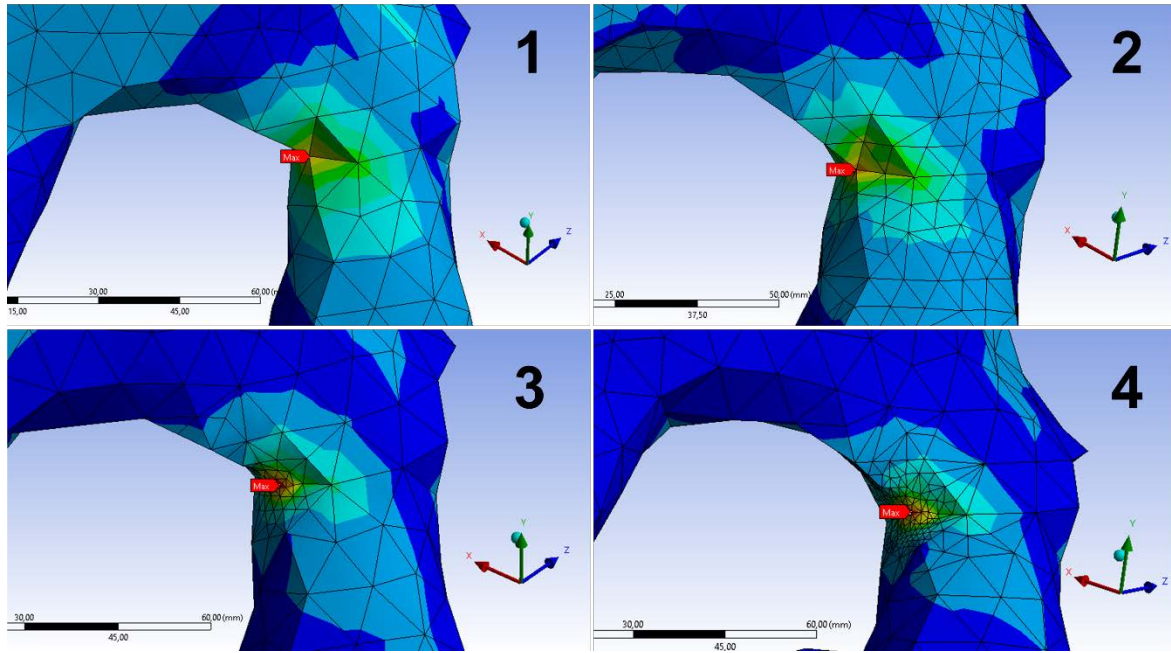 1
Max
Y
X
Z
30,00
60,00 (m
15,00
45,00
2
Max
Y
X
Z
25,00
50,00 (mm)
37,50
3
Max
Y
X
Z
30,00
60,00 (mm)
45,00
4
Max
Y
X
Z
30,00
60,00 (mm)
45,00